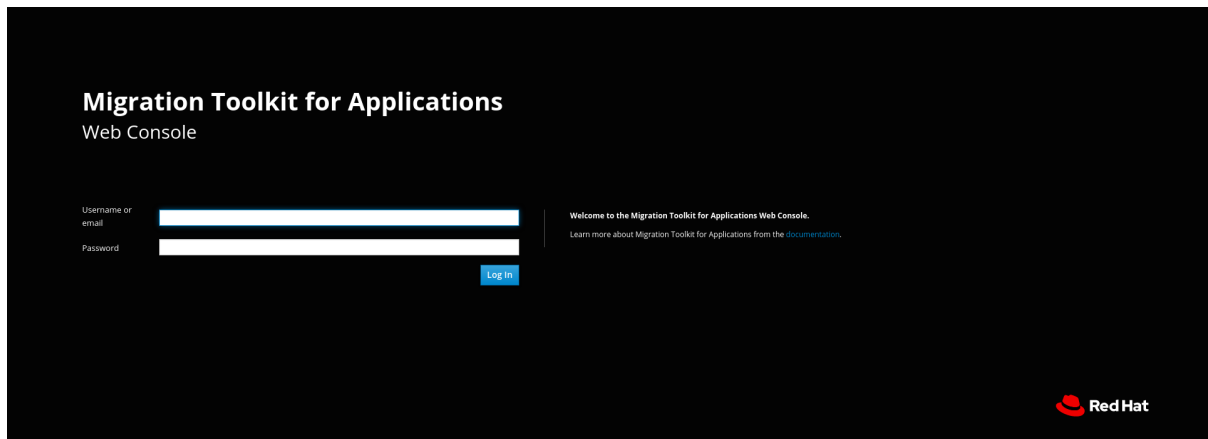 Migration Toolkit for Applications
Web Console
Username or
email
Password
Log In
Welcome to the Migration Toolkit for Applications Web Console.
Learn more about Migration Toolkit for Applications from the documentation.
Red Hat